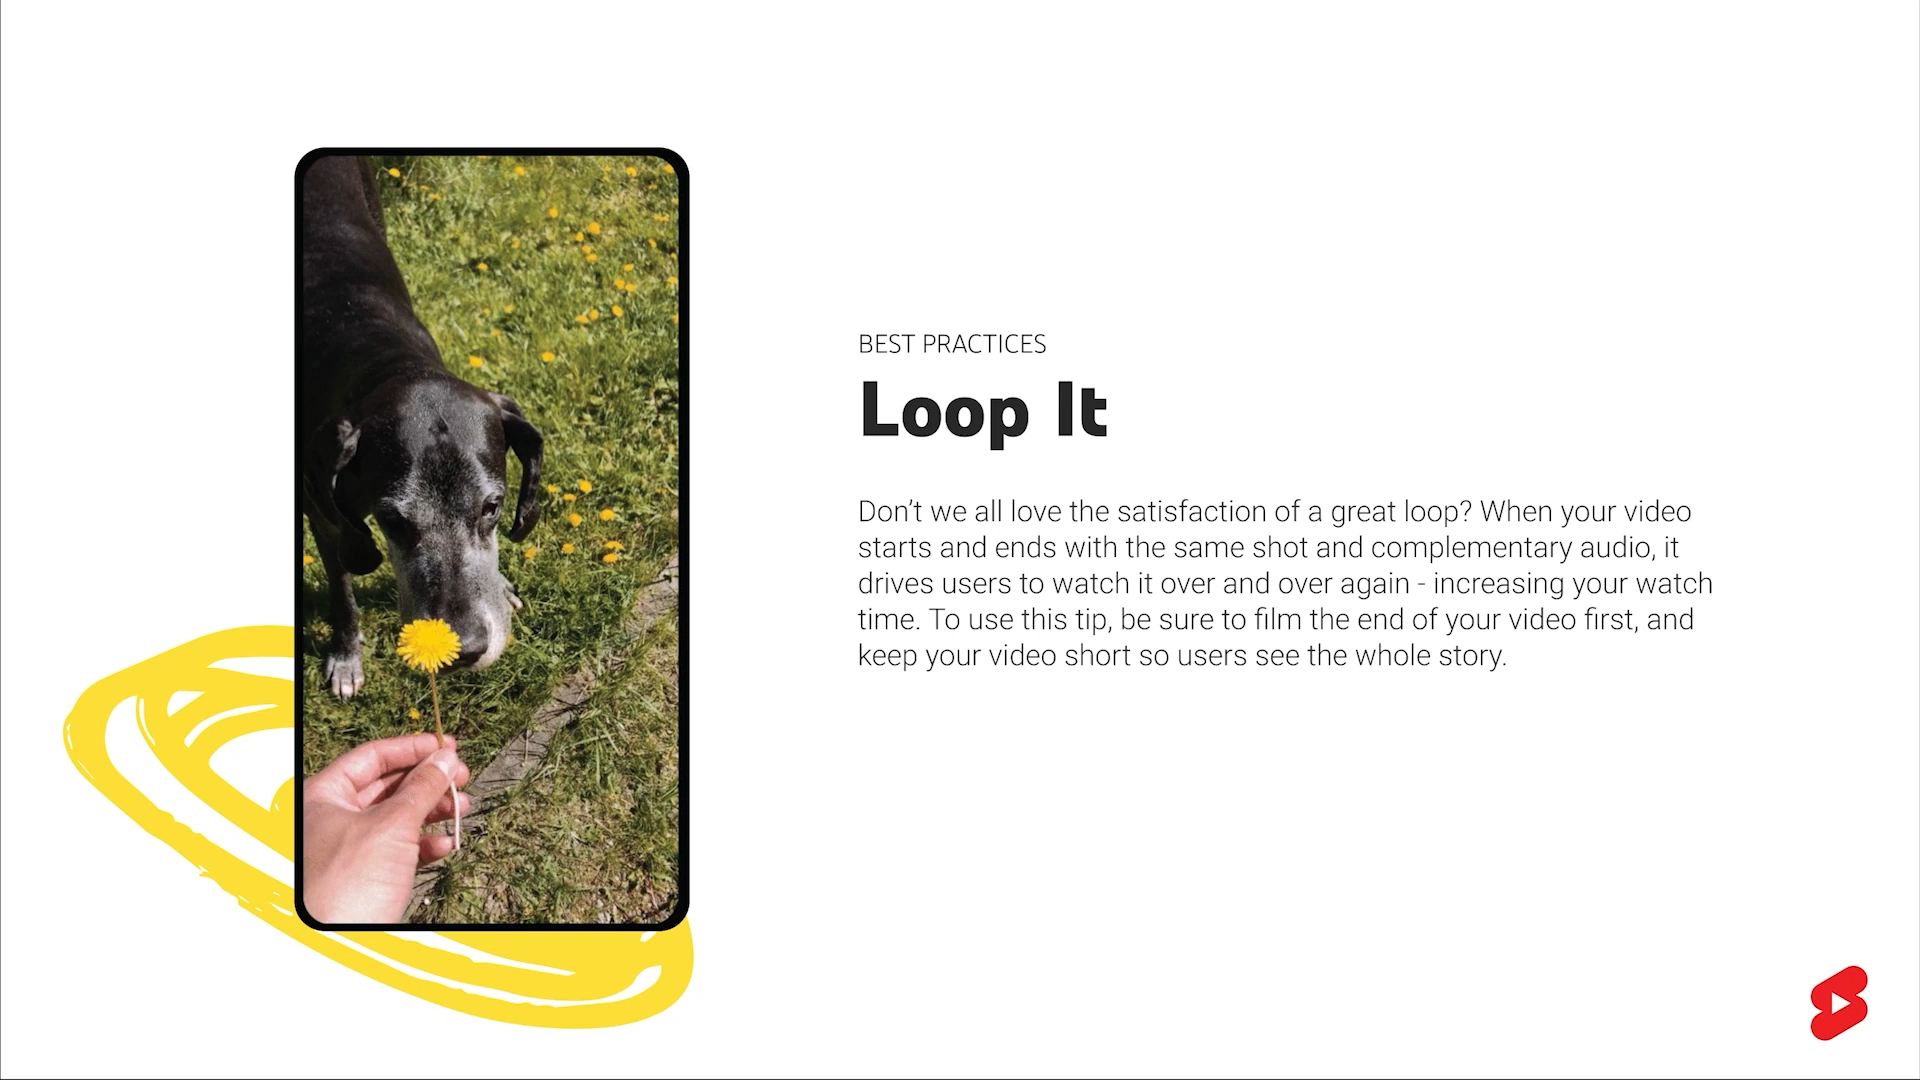 BEST PRACTICES
Loop It
Don’t we all love the satisfaction of a great loop? When your video
starts and ends with the same shot and complementary audio, it
drives users to watch it over and over again - increasing your watch
time. To use this tip, be sure to film the end of your video first, and
keep your video short so users see the whole story.